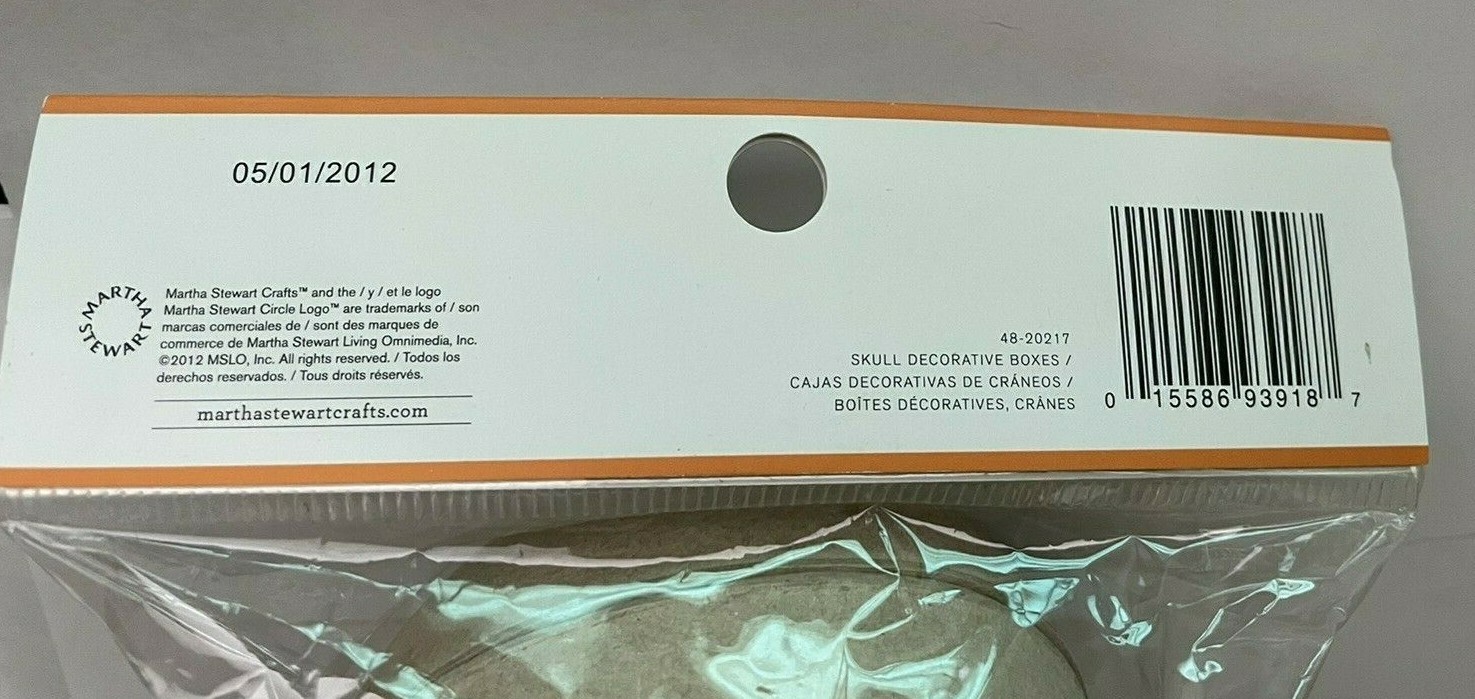 05/01/2012
MARTHA STEWART
Martha Stewart Crafts™ and the / y / et le logo
Martha Stewart Circle Logo™ are trademarks of / son
marcas comerciales de / sont des marques de
commerce de Martha Stewart Living Omnimedia, Inc.
©2012 MSLO, Inc. All rights reserved. / Todos los
derechos reservados. / Tous droits réservés.
marthastewartcrafts.com
48-20217
SKULL DECORATIVE BOXES /
CAJAS DECORATIVAS DE CRÁNEOS /
BOÎTES DÉCORATIVES, CRÂNES
0 15586 93918 7